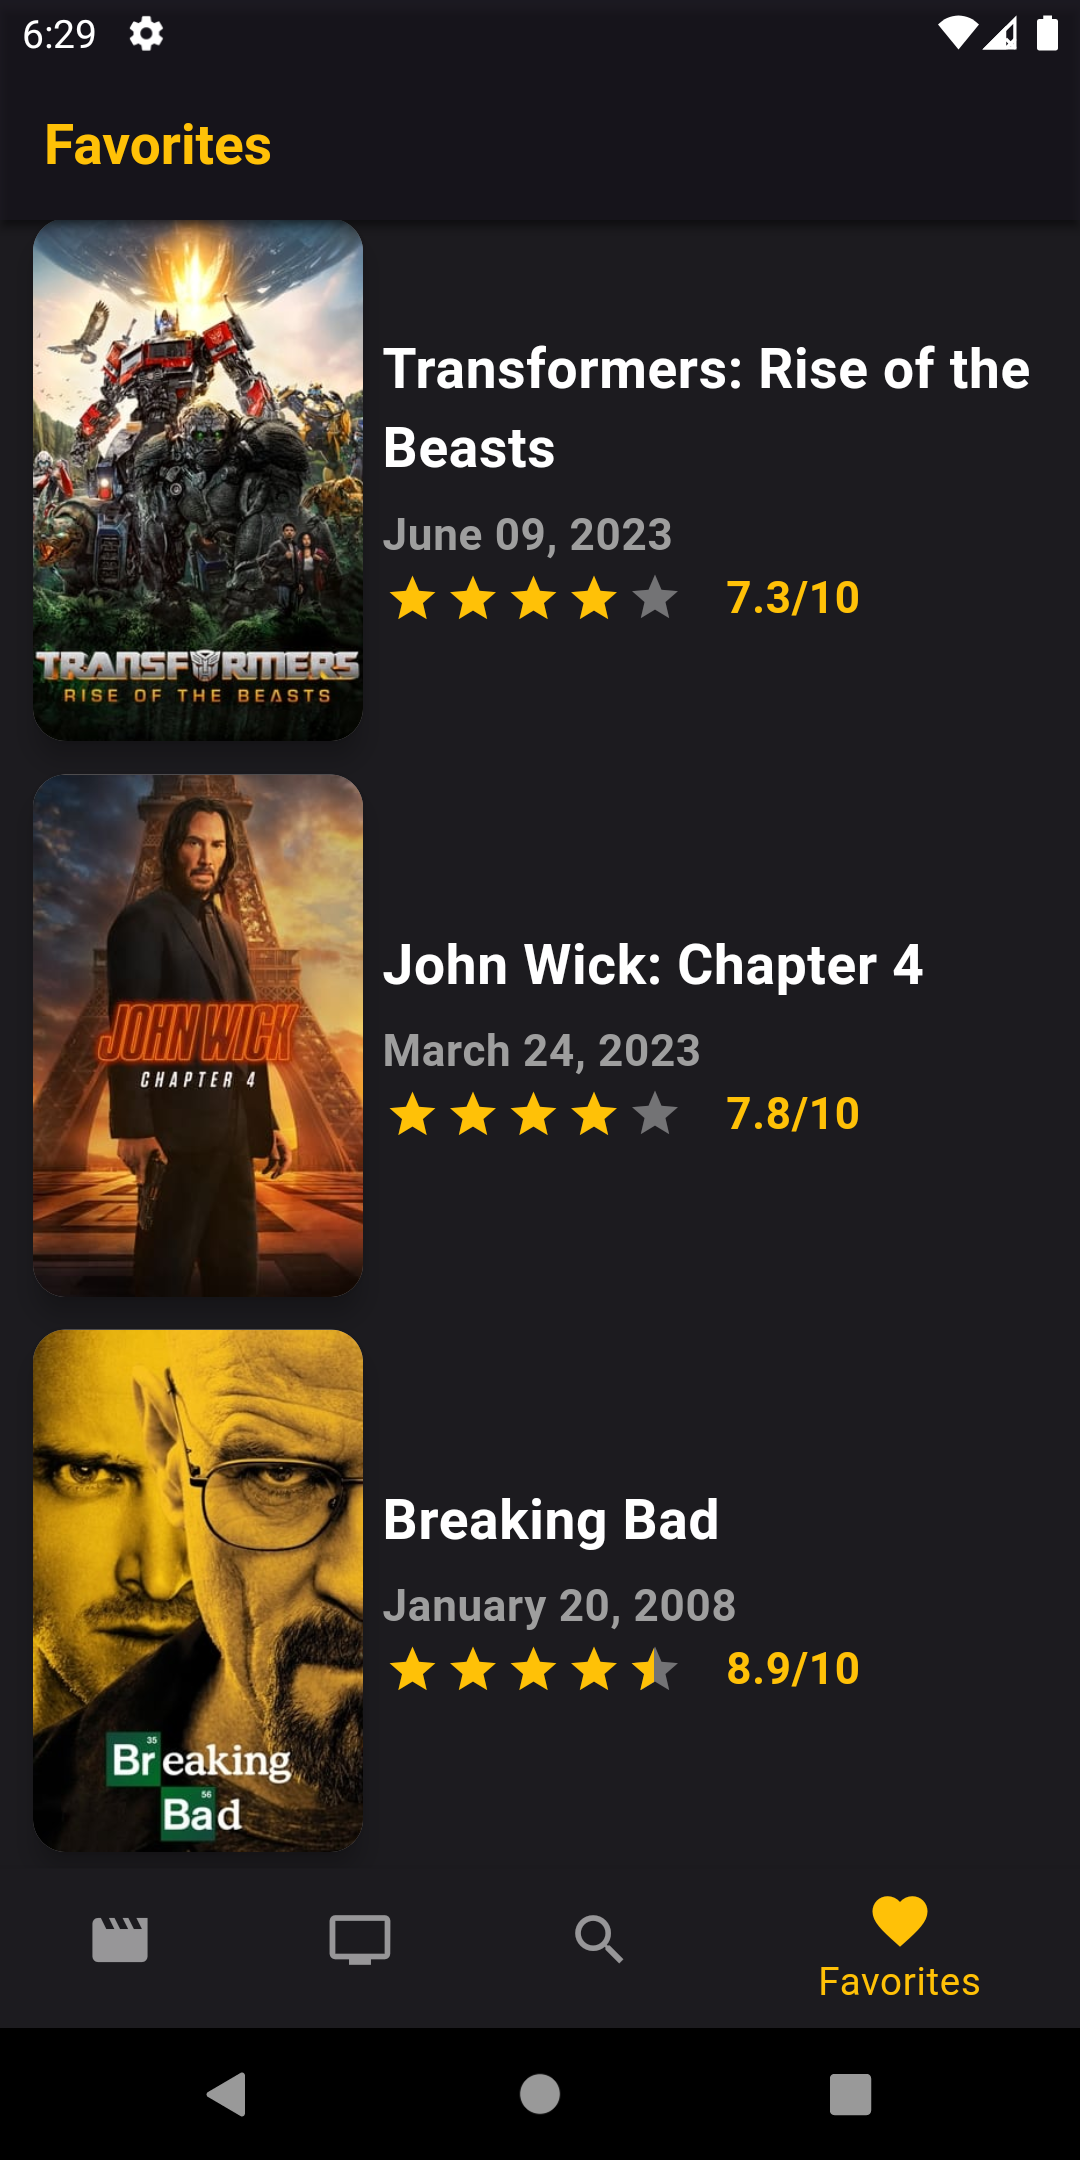 6:29
Favorites
TRANSFORMERS
RISE OF THE BEASTS
Transformers: Rise of the
Beasts
June 09, 2023
7.3/10
JOHN WICK
CHAPTER 4
John Wick: Chapter 4
March 24, 2023
7.8/10
35
Breaking
56
Bad
Breaking Bad
January 20, 2008
8.9/10
Favorites